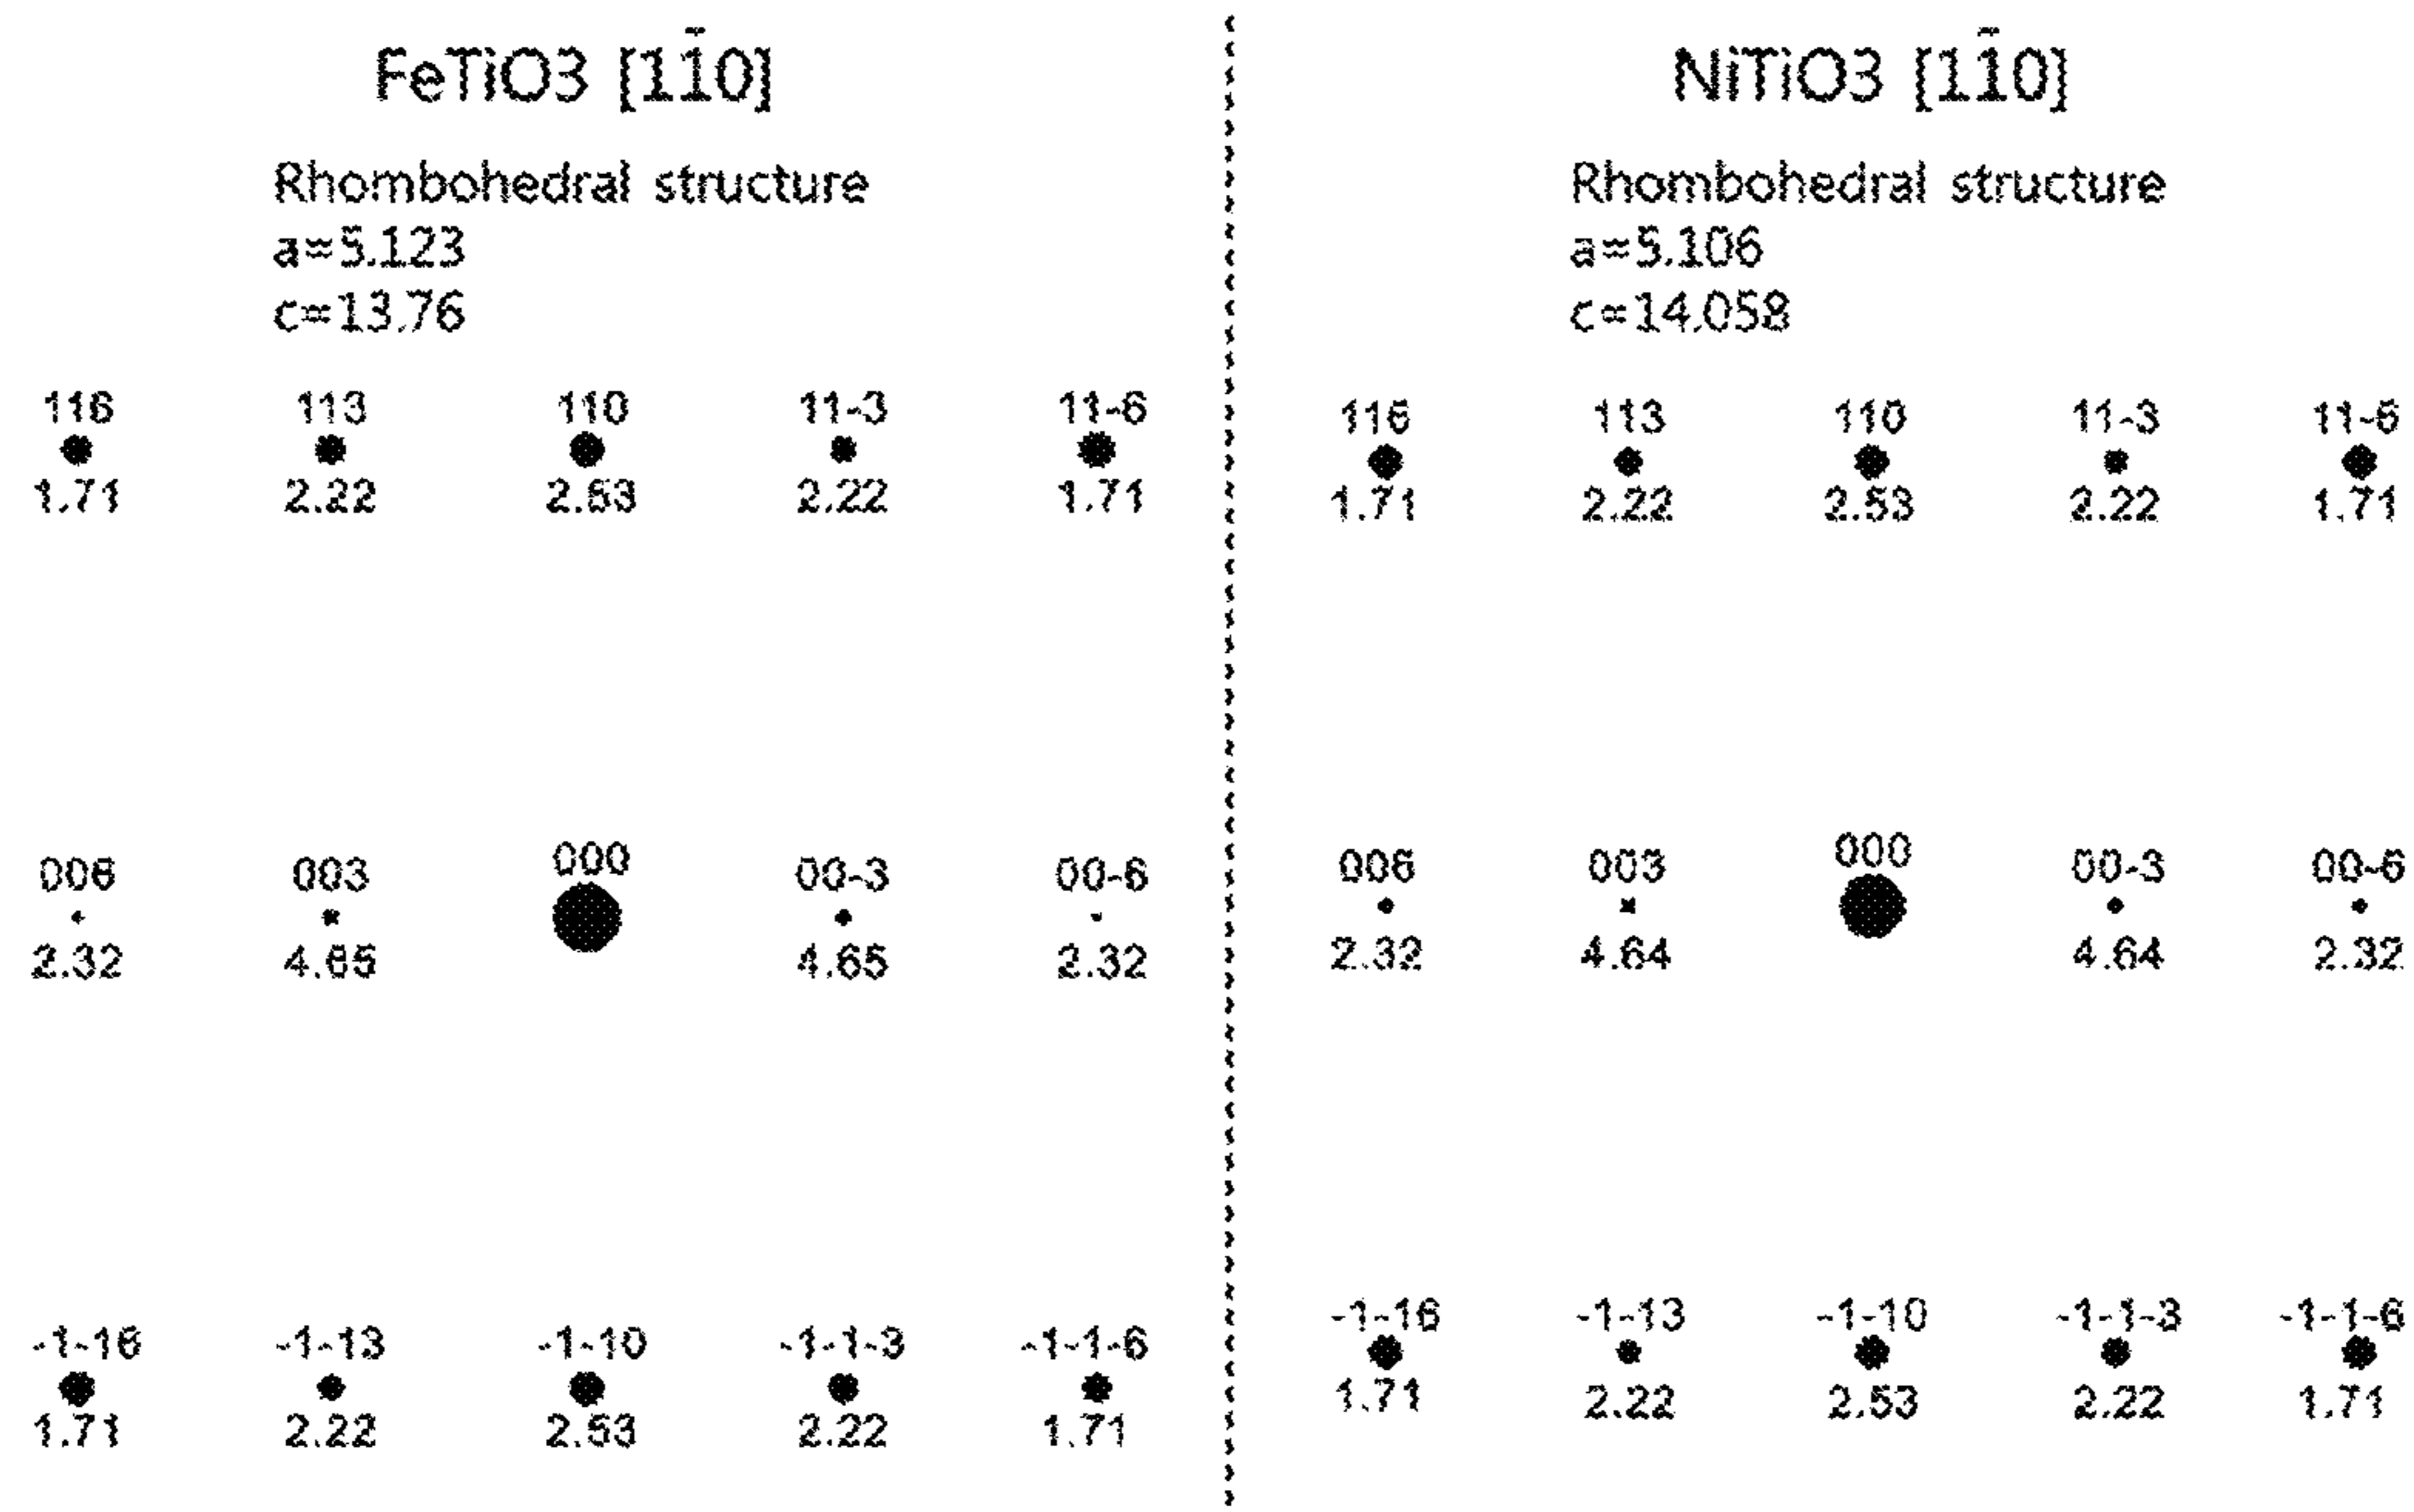 FeTiO3 [11̄0]
Rhombohedral structure
a=5.123
c=13.76
116 113 110 11-3 11-6
1.71 2.22 2.53 2.22 1.71
006 003 000 00-3 00-6
2.32 4.65 4.65 2.32
-1-16 -1-13 -1-10 -1-1-3 -1-1-6
1.71 2.22 2.53 2.22 1.71
NiTiO3 [11̄0]
Rhombohedral structure
a=5.106
c=14.058
116 113 110 11-3 11-6
1.71 2.22 2.53 2.22 1.71
006 003 000 00-3 00-6
2.32 4.64 4.64 2.32
-1-16 -1-13 -1-10 -1-1-3 -1-1-6
1.71 2.22 2.53 2.22 1.71